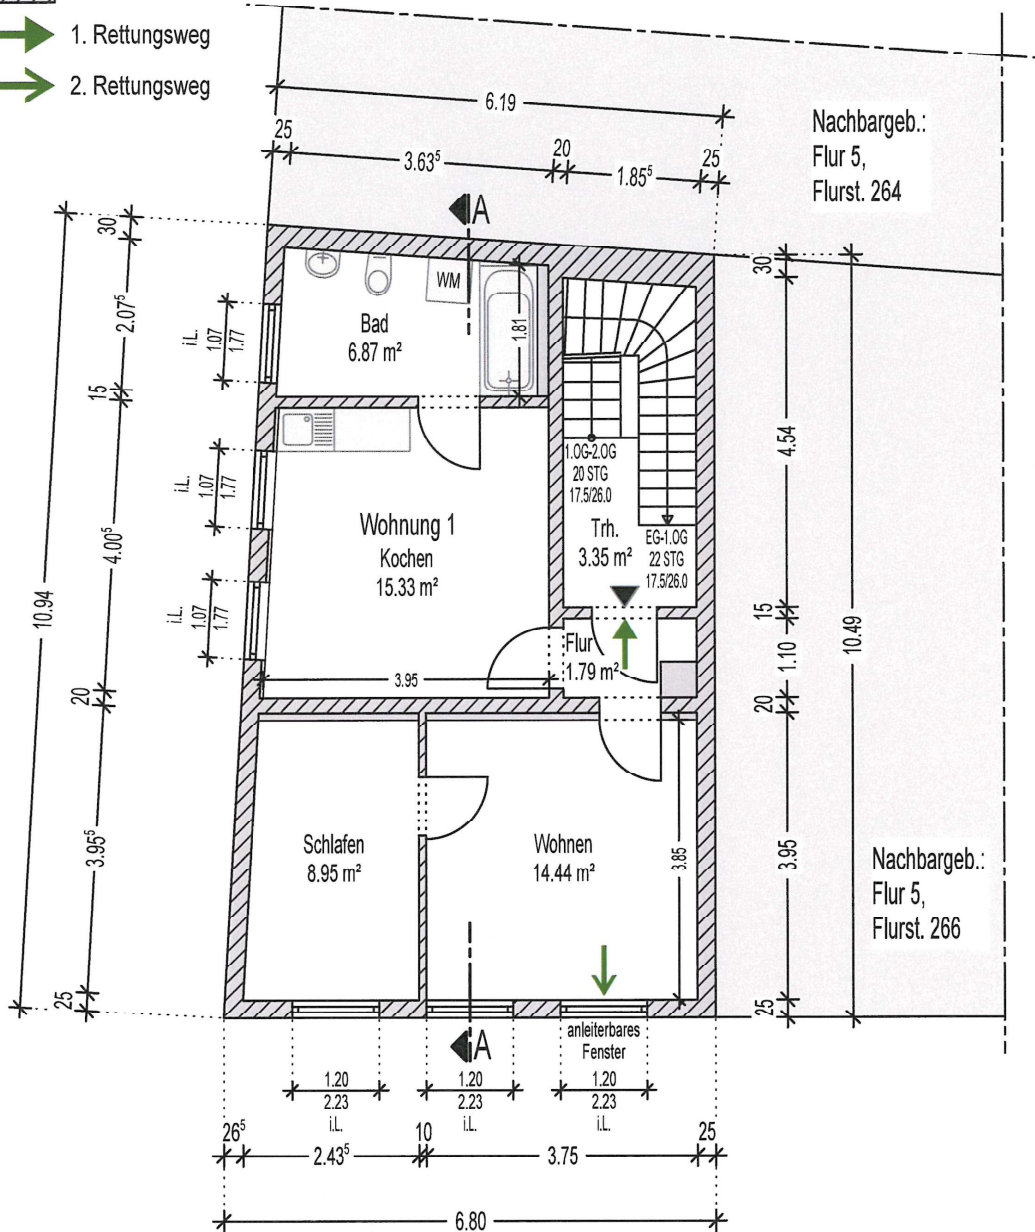 1. Rettungsweg
2. Rettungsweg
6.19
25
3.63⁵
20
1.85⁵
25
Nachbargeb.:
Flur 5,
Flurst. 264
A
30
2.07⁵
15
4.00⁵
20
3.95⁵
25
10.94
i.L.
1.07
1.77
i.L.
1.07
1.77
i.L.
1.07
1.77
WM
Bad
6.87 m²
1.81
1.OG-2.OG
20 STG
17.5/26.0
Trh.
3.35 m²
EG-1.OG
22 STG
17.5/26.0
Wohnung 1
Kochen
15.33 m²
3.95
Flur
1.79 m²
Schlafen
8.95 m²
Wohnen
14.44 m²
3.85
30
4.54
15
1.10
20
3.95
25
10.49
Nachbargeb.:
Flur 5,
Flurst. 266
anleiterbares
Fenster
A
1.20
2.23
i.L.
1.20
2.23
i.L.
1.20
2.23
i.L.
26⁵
2.43⁵
10
3.75
25
6.80